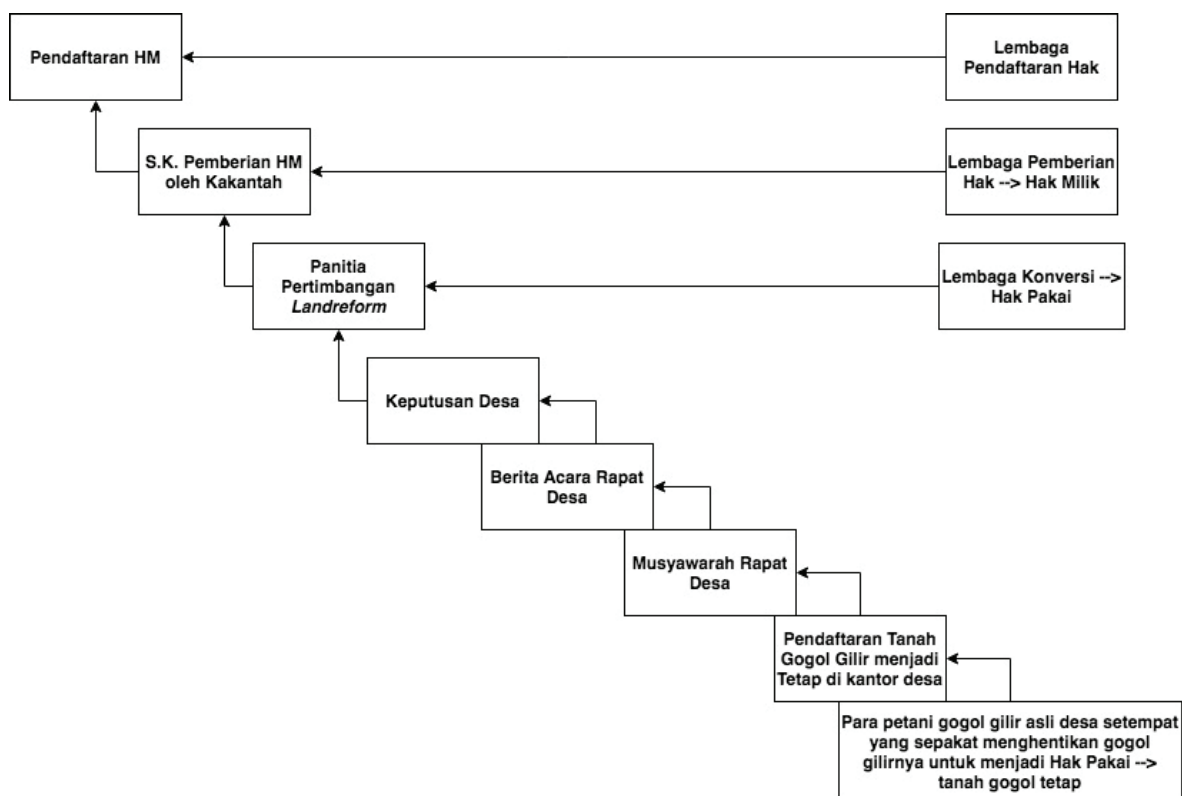 Pendaftaran HM
Lembaga
Pendaftaran Hak
S.K. Pemberian HM
oleh Kakantah
Lembaga Pemberian
Hak --> Hak Milik
Panitia
Pertimbangan
Landreform
Lembaga Konversi -->
Hak Pakai
Keputusan Desa
Berita Acara Rapat
Desa
Musyawarah Rapat
Desa
Pendaftaran Tanah
Gogol Gilir menjadi
Tetap di kantor desa
Para petani gogol gilir asli desa setempat
yang sepakat menghentikan gogol
gilirnya untuk menjadi Hak Pakai -->
tanah gogol tetap